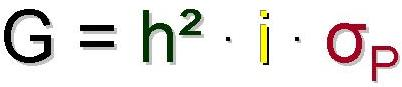 G = h² · i · σP